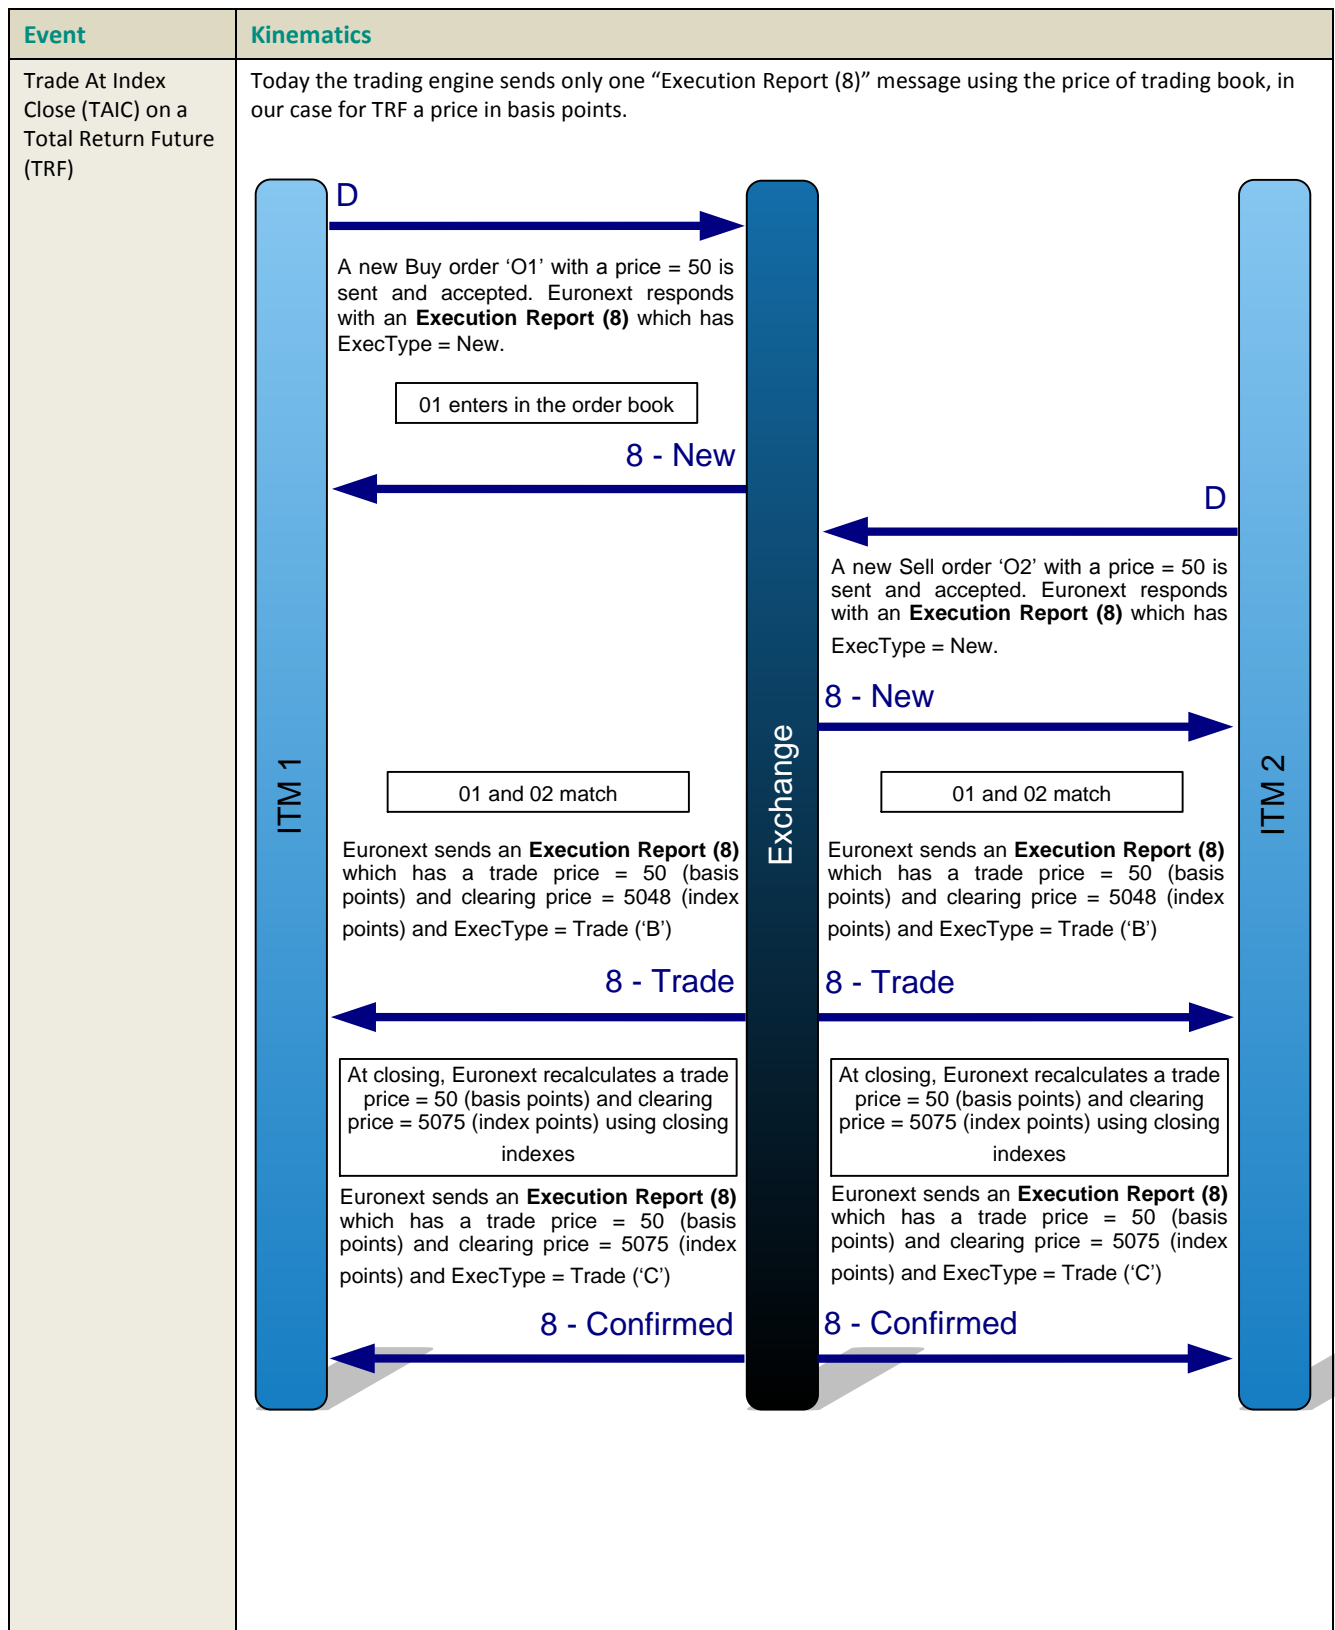 Event
Kinematics
Trade At Index
Close (TAIC) on a
Total Return Future
(TRF)
Today the trading engine sends only one “Execution Report (8)” message using the price of trading book, in
our case for TRF a price in basis points.
D
A new Buy order ‘O1’ with a price = 50 is
sent and accepted. Euronext responds
with an Execution Report (8) which has
ExecType = New.
01 enters in the order book
8 - New
D
A new Sell order ‘O2’ with a price = 50 is
sent and accepted. Euronext responds
with an Execution Report (8) which has
ExecType = New.
8 - New
ITM 1
Exchange
ITM 2
01 and 02 match
01 and 02 match
Euronext sends an Execution Report (8)
which has a trade price = 50 (basis
points) and clearing price = 5048 (index
points) and ExecType = Trade (‘B’)
Euronext sends an Execution Report (8)
which has a trade price = 50 (basis
points) and clearing price = 5048 (index
points) and ExecType = Trade (‘B’)
8 - Trade
8 - Trade
At closing, Euronext recalculates a trade
price = 50 (basis points) and clearing
price = 5075 (index points) using closing
indexes
At closing, Euronext recalculates a trade
price = 50 (basis points) and clearing
price = 5075 (index points) using closing
indexes
Euronext sends an Execution Report (8)
which has a trade price = 50 (basis
points) and clearing price = 5075 (index
points) and ExecType = Trade (‘C’)
Euronext sends an Execution Report (8)
which has a trade price = 50 (basis
points) and clearing price = 5075 (index
points) and ExecType = Trade (‘C’)
8 - Confirmed
8 - Confirmed